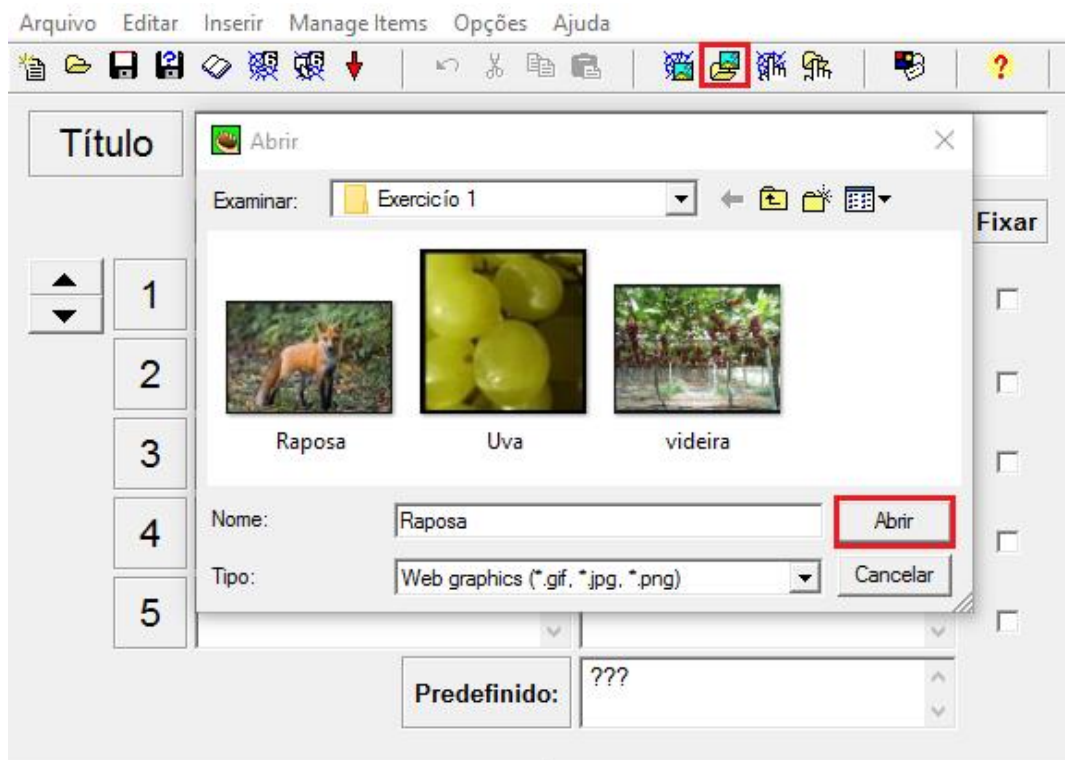 Arquivo Editar Inserir Manage Items Opções Ajuda
?
Título
Abrir
Examinar: Exercicío 1
Fixar
1
2
3
4
5
Raposa Uva videira
Nome: Raposa Abrir
Tipo: Web graphics (*.gif, *.jpg, *.png) Cancelar
Predefinido: ???